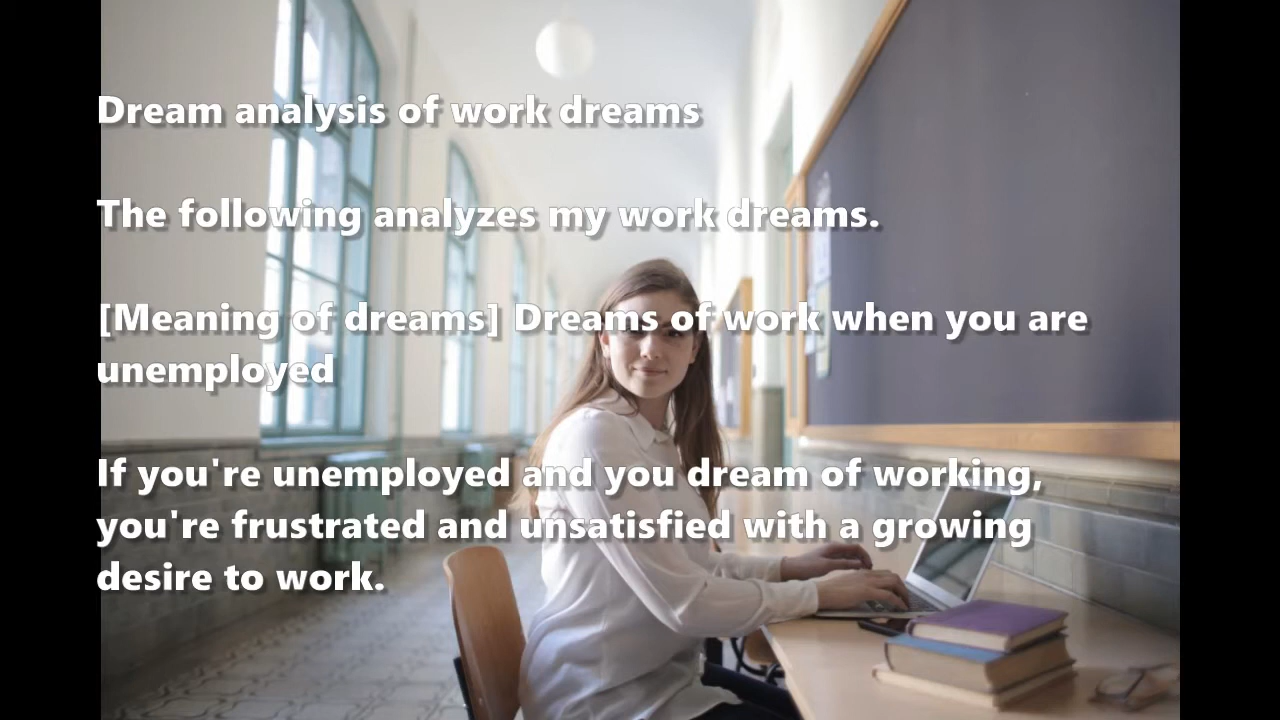 Dream analysis of work dreams
The following analyzes my work dreams.
[Meaning of dreams] Dreams of work when you are
unemployed
If you're unemployed and you dream of working,
you're frustrated and unsatisfied with a growing
desire to work.